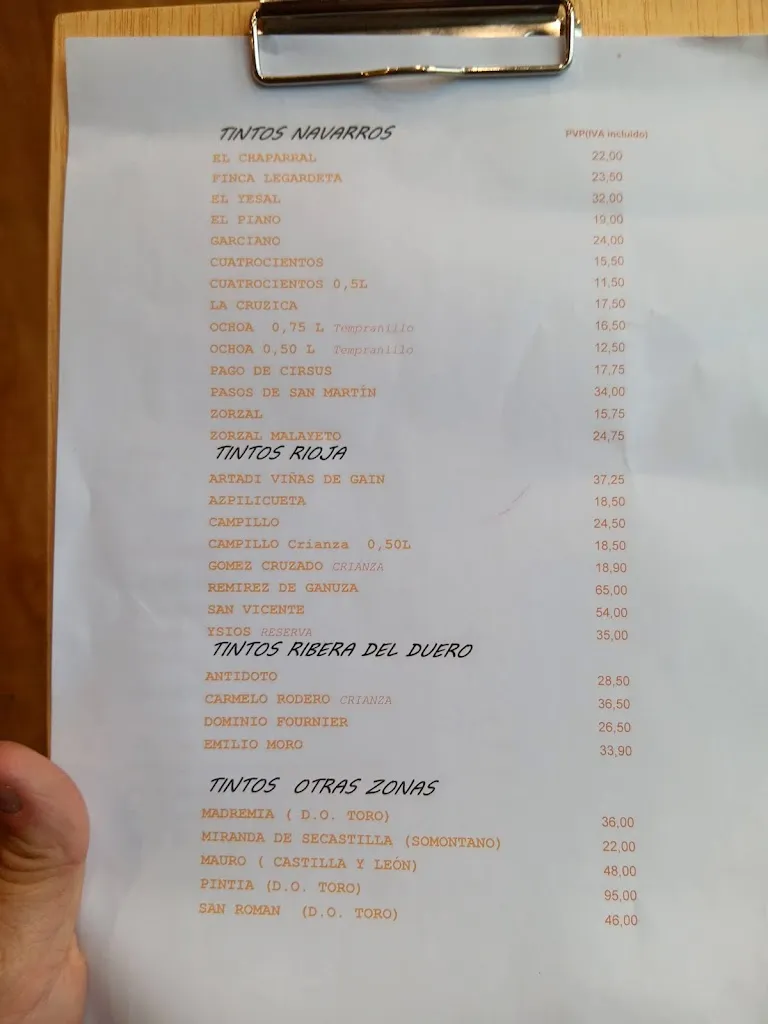 TINTOS NAVARROS PVP(IVA incluido)
EL CHAPARRAL 22,00
FINCA LEGARDETA 23,50
EL YESAL 32,00
EL PIANO 19,00
GARCIANO 24,00
CUATROCIENTOS 15,50
CUATROCIENTOS 0,5L 11,50
LA CRUZICA 17,50
OCHOA 0,75 L Tempranillo 16,50
OCHOA 0,50 L Tempranillo 12,50
PAGO DE CIRSUS 17,75
PASOS DE SAN MARTÍN 34,00
ZORZAL 15,75
ZORZAL MALAYETO 24,75
TINTOS RIOJA
ARTADI VIÑAS DE GAIN 37,25
AZPILICUETA 18,50
CAMPILLO 24,50
CAMPILLO Crianza 0,50L 18,50
GOMEZ CRUZADO CRIANZA 18,90
REMIREZ DE GANUZA 65,00
SAN VICENTE 54,00
YSIOS RESERVA 35,00
TINTOS RIBERA DEL DUERO
ANTIDOTO 28,50
CARMELO RODERO CRIANZA 36,50
DOMINIO FOURNIER 26,50
EMILIO MORO 33,90
TINTOS OTRAS ZONAS
MADREMIA ( D.O. TORO) 36,00
MIRANDA DE SECASTILLA (SOMONTANO) 22,00
MAURO ( CASTILLA Y LEÓN) 48,00
PINTIA (D.O. TORO) 95,00
SAN ROMAN (D.O. TORO) 46,00